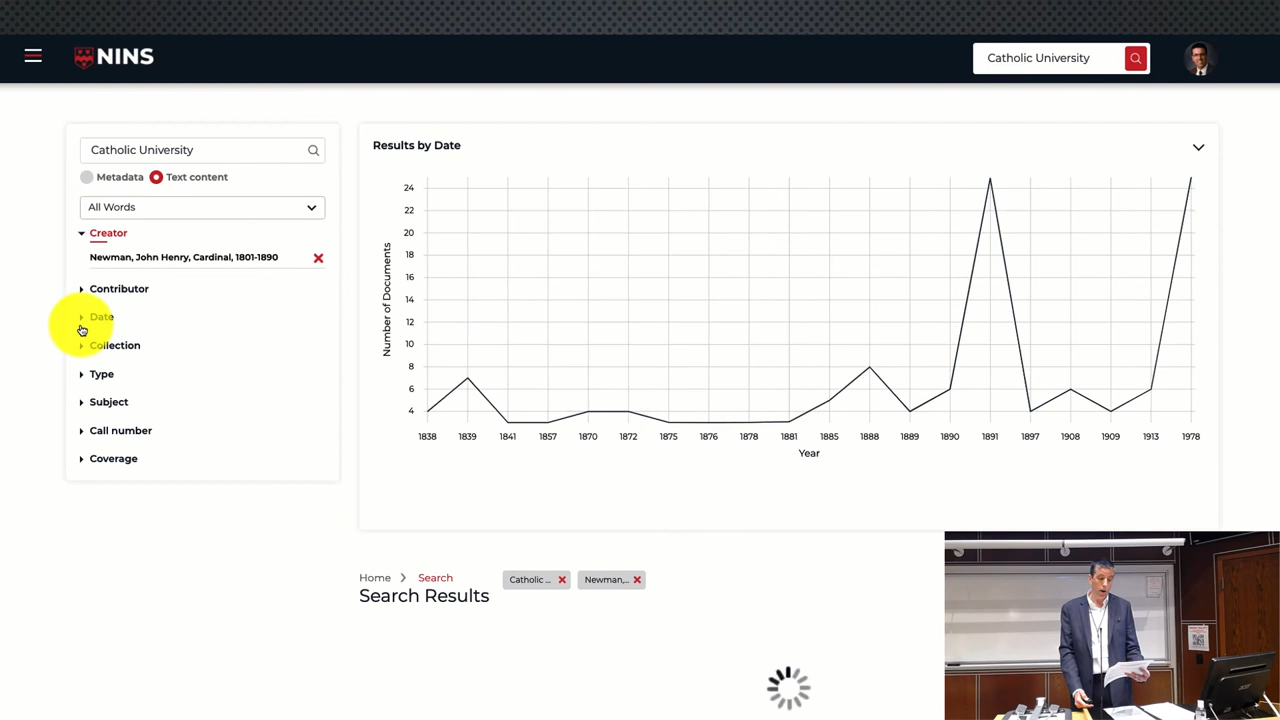 NINS
Catholic University
Catholic University
Metadata
Text content
All Words
Creator
Newman, John Henry, Cardinal, 1801-1890
Contributor
Date
Collection
Type
Subject
Call number
Coverage
Results by Date
Number of Documents
24
22
20
18
16
14
12
10
8
6
4
1838 1839 1841 1857 1870 1872 1875 1876 1878 1881 1885 1888 1889 1890 1891 1897 1908 1909 1913 1978
Year
Home Search
Catholic ...
Newman,...
Search Results
acer